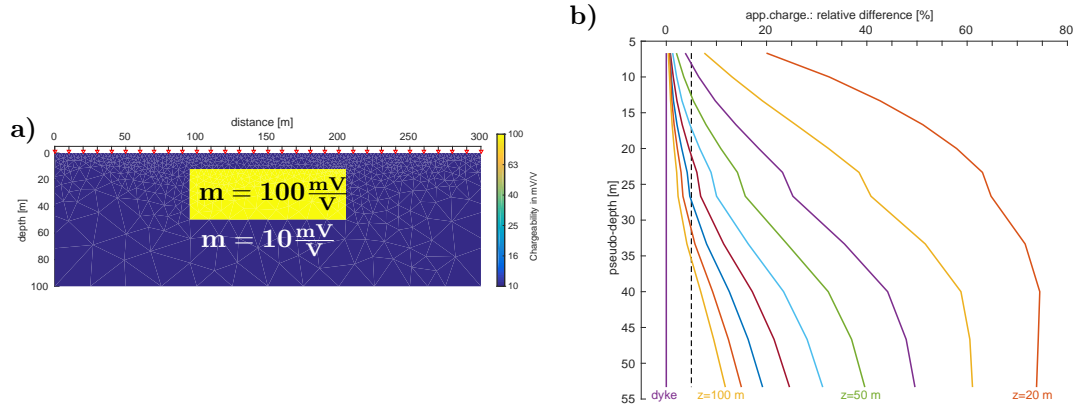 a)
distance [m]
0 50 100 150 200 250 300
depth [m]
0
20
40
60
80
100
m = 100 mV/V
m = 10 mV/V
100
63
40
25
16
10
Chargeability in mV/V
b)
app.charge.: relative difference [%]
0 20 40 60 80
pseudo-depth [m]
5
10
15
20
25
30
35
40
45
50
55
dyke z=100 m z=50 m z=20 m